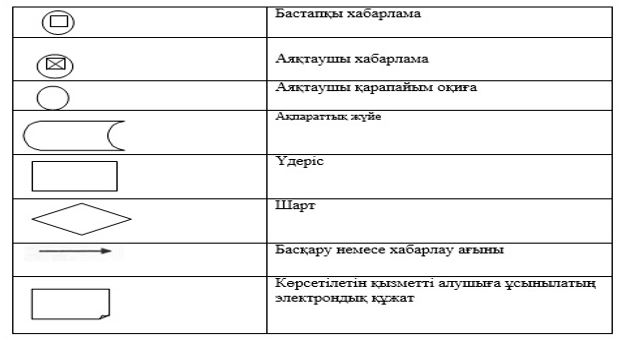 Бастапқы хабарлама
Аяқтаушы хабарлама
Аяқтаушы қарапайым оқиға
Ақпараттық жүйе
Үдеріс
Шарт
Басқару немесе хабарлау ағыны
Көрсетілетін қызметті алушыға ұсынылатың
электрондық құжат